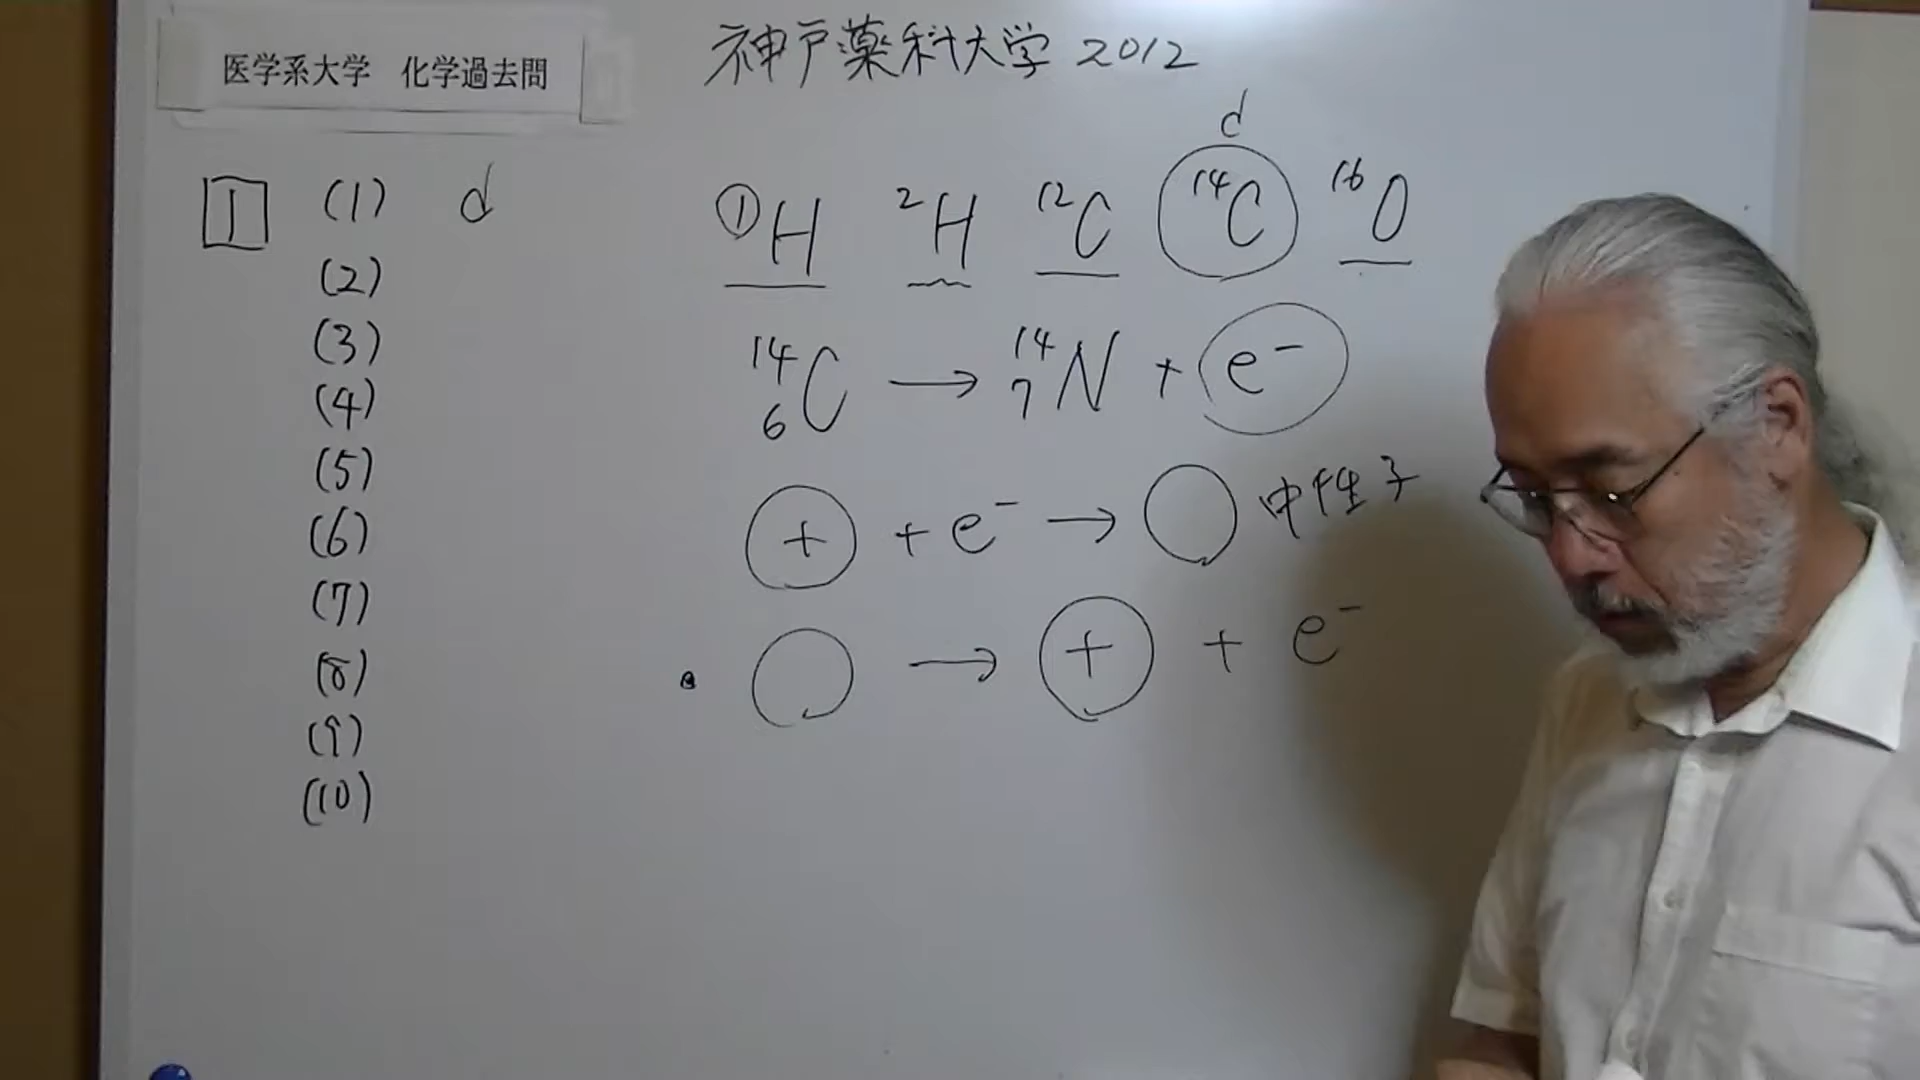 医学系大学 化学過去問
神戸薬科大学 2012
1 (1) d
(2)
(3)
(4)
(5)
(6)
(7)
(8)
(9)
(10)
d
¹H ²H ¹²C ¹⁴C ¹⁶O
¹⁴₆C → ¹⁴₇N + e⁻
+ + e⁻ → 中性子
→ + + e⁻